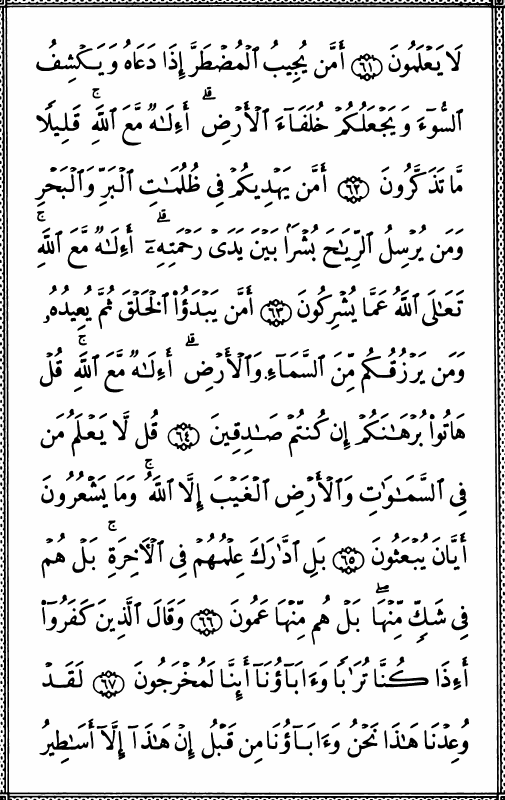 لَا يَعْلَمُونَ ٦١ أَمَّن يُجِيبُ ٱلْمُضْطَرَّ إِذَا دَعَاهُ وَيَكْشِفُ
ٱلسُّوٓءَ وَيَجْعَلُكُمْ خُلَفَآءَ ٱلْأَرْضِ ۗ أَءِلَـٰهٌ مَّعَ ٱللَّهِ ۚ قَلِيلًا
مَّا تَذَكَّرُونَ ٦٢ أَمَّن يَهْدِيكُمْ فِى ظُلُمَـٰتِ ٱلْبَرِّ وَٱلْبَحْرِ
وَمَن يُرْسِلُ ٱلرِّيَـٰحَ بُشْرًۢا بَيْنَ يَدَىْ رَحْمَتِهِۦٓ ۗ أَءِلَـٰهٌ مَّعَ ٱللَّهِ ۚ
تَعَـٰلَى ٱللَّهُ عَمَّا يُشْرِكُونَ ٦٣ أَمَّن يَبْدَؤُا۟ ٱلْخَلْقَ ثُمَّ يُعِيدُهُۥ
وَمَن يَرْزُقُكُم مِّنَ ٱلسَّمَآءِ وَٱلْأَرْضِ ۗ أَءِلَـٰهٌ مَّعَ ٱللَّهِ ۚ قُلْ
هَاتُوا۟ بُرْهَـٰنَكُمْ إِن كُنتُمْ صَـٰدِقِينَ ٦٤ قُل لَّا يَعْلَمُ مَن
فِى ٱلسَّمَـٰوَٰتِ وَٱلْأَرْضِ ٱلْغَيْبَ إِلَّا ٱللَّهُ ۚ وَمَا يَشْعُرُونَ
أَيَّانَ يُبْعَثُونَ ٦٥ بَلِ ٱدَّٰرَكَ عِلْمُهُمْ فِى ٱلْـَٔاخِرَةِ ۚ بَلْ هُمْ
فِى شَكٍّ مِّنْهَا ۖ بَلْ هُم مِّنْهَا عَمُونَ ٦٦ وَقَالَ ٱلَّذِينَ كَفَرُوٓا۟
أَءِذَا كُنَّا تُرَٰبًا وَءَابَآؤُنَآ أَئِنَّا لَمُخْرَجُونَ ٦٧ لَقَدْ
وُعِدْنَا هَـٰذَا نَحْنُ وَءَابَآؤُنَا مِن قَبْلُ إِنْ هَـٰذَآ إِلَّآ أَسَـٰطِيرُ